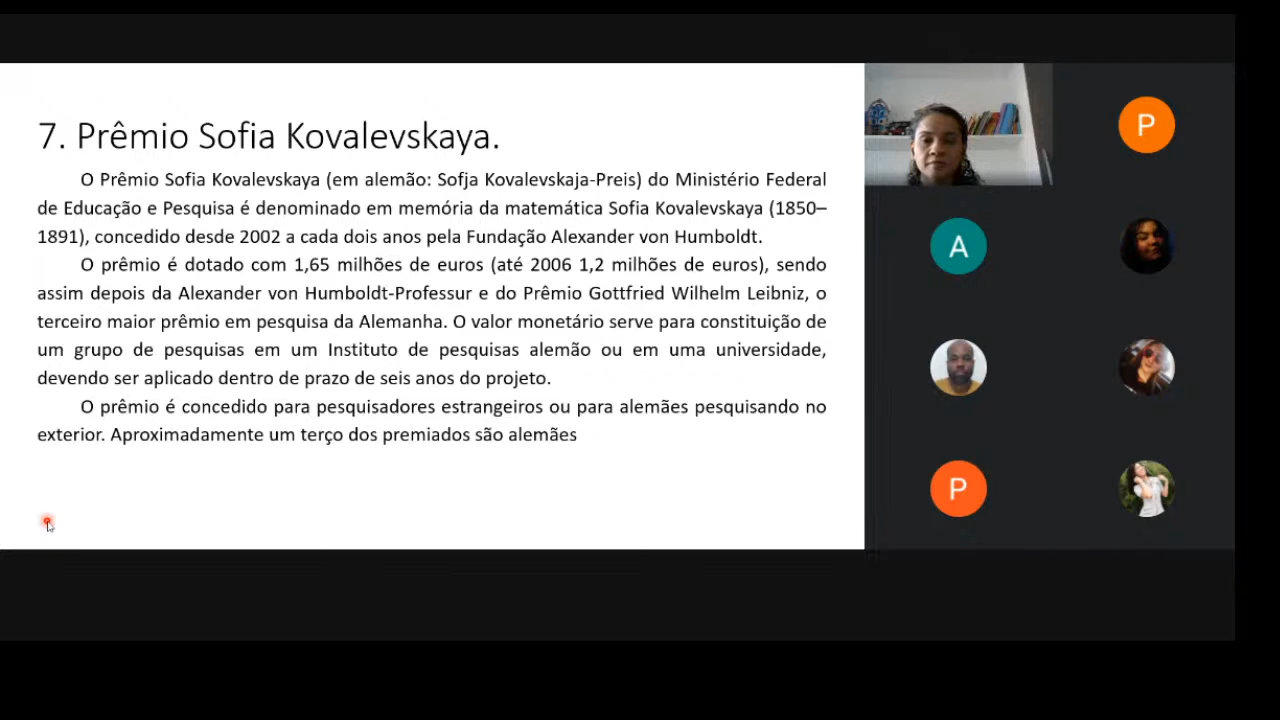 7. Prêmio Sofia Kovalevskaya.
O Prêmio Sofia Kovalevskaya (em alemão: Sofja Kovalevskaja-Preis) do Ministério Federal
de Educação e Pesquisa é denominado em memória da matemática Sofia Kovalevskaya (1850–
1891), concedido desde 2002 a cada dois anos pela Fundação Alexander von Humboldt.
O prêmio é dotado com 1,65 milhões de euros (até 2006 1,2 milhões de euros), sendo
assim depois da Alexander von Humboldt-Professur e do Prêmio Gottfried Wilhelm Leibniz, o
terceiro maior prêmio em pesquisa da Alemanha. O valor monetário serve para constituição de
um grupo de pesquisas em um Instituto de pesquisas alemão ou em uma universidade,
devendo ser aplicado dentro de prazo de seis anos do projeto.
O prêmio é concedido para pesquisadores estrangeiros ou para alemães pesquisando no
exterior. Aproximadamente um terço dos premiados são alemães
P
A
P